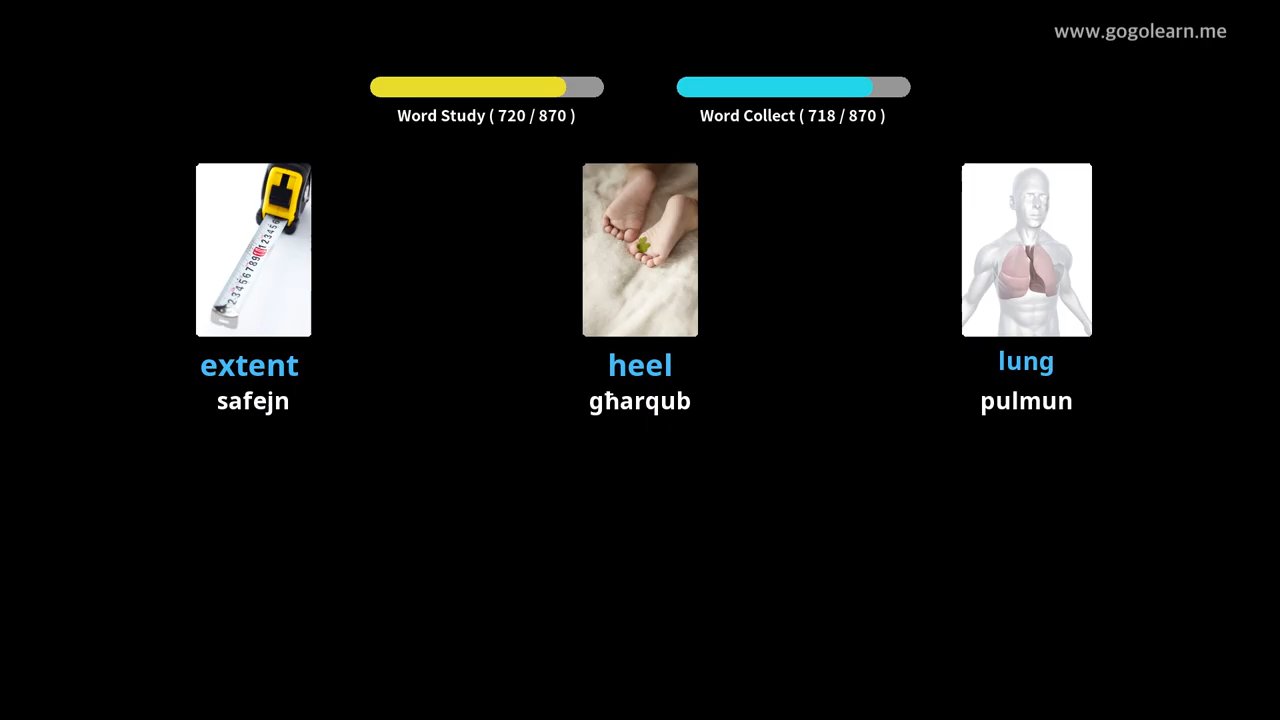 www.gogolearn.me
Word Study ( 720 / 870 )
Word Collect ( 718 / 870 )
extent
safejn
heel
għarqub
lung
pulmun